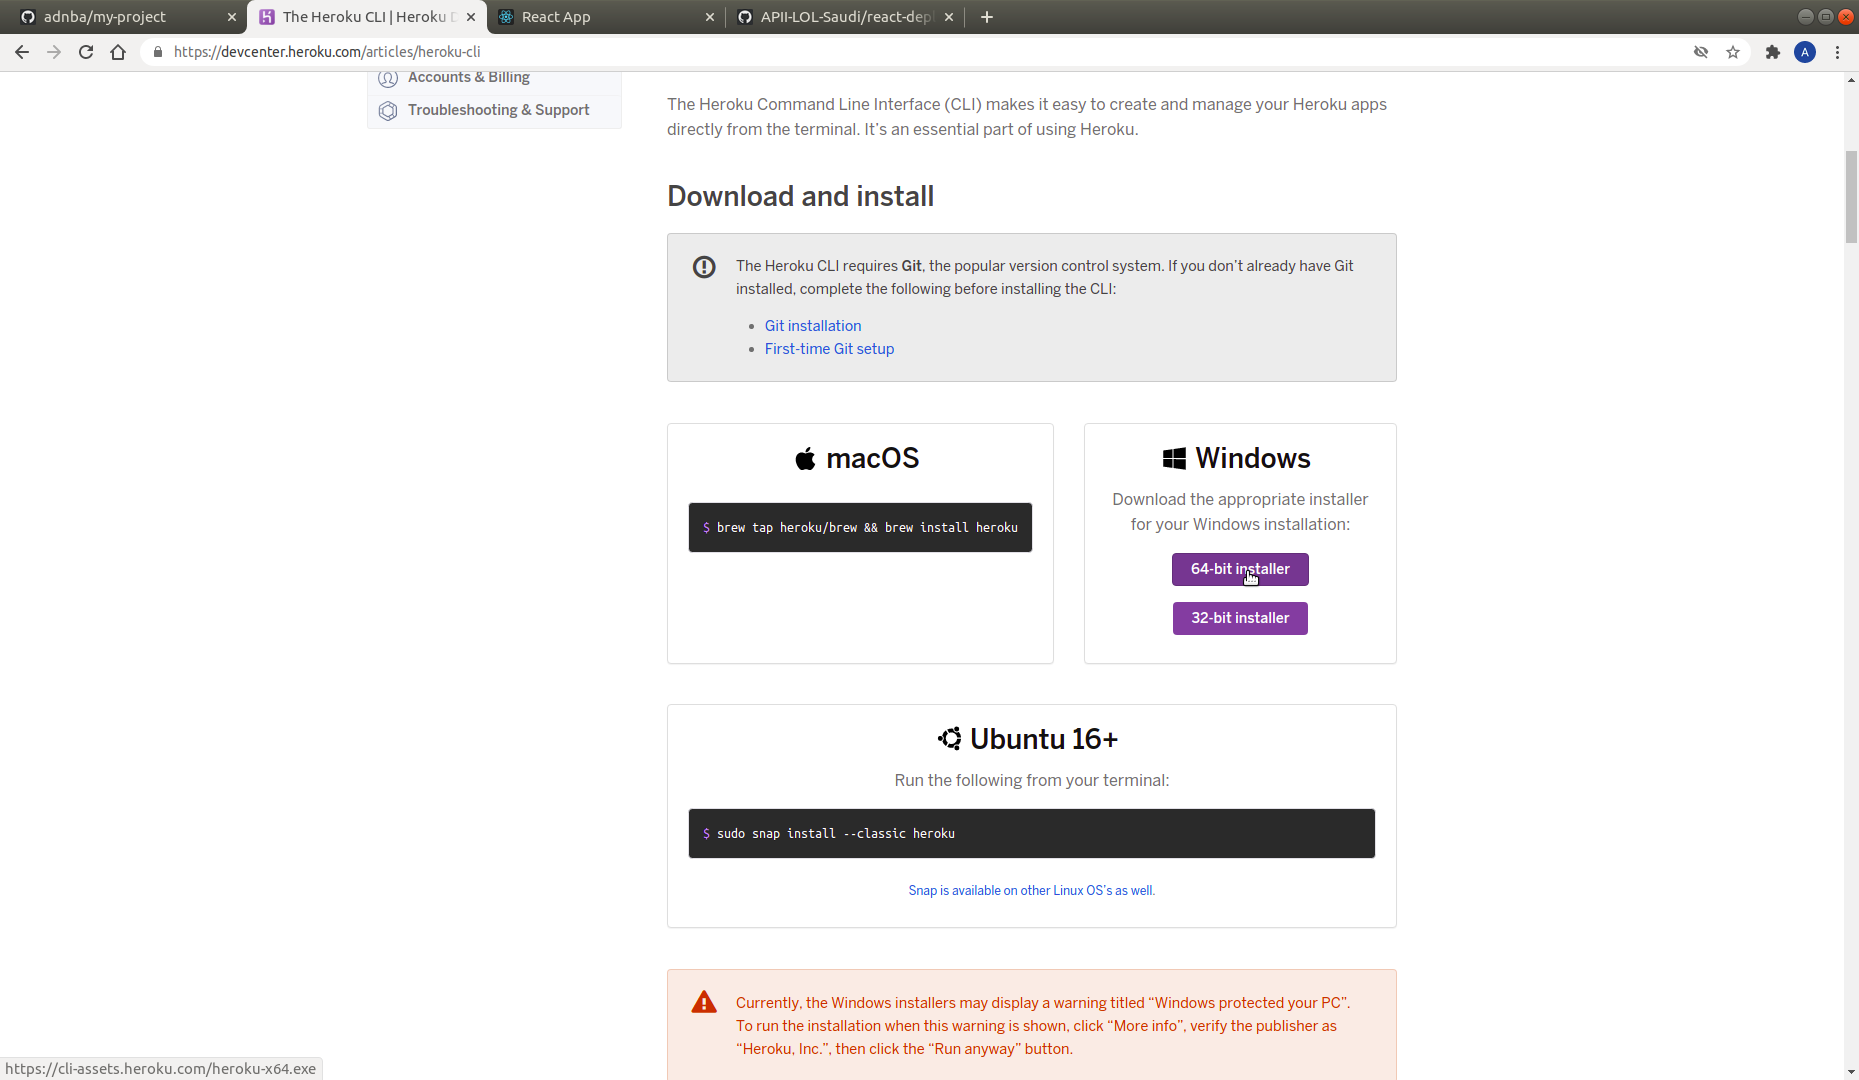 adnba/my-project
The Heroku CLI | Heroku D
React App
APII-LOL-Saudi/react-dep
https://devcenter.heroku.com/articles/heroku-cli
A
Accounts & Billing
Troubleshooting & Support
The Heroku Command Line Interface (CLI) makes it easy to create and manage your Heroku apps
directly from the terminal. It’s an essential part of using Heroku.
Download and install
The Heroku CLI requires Git, the popular version control system. If you don’t already have Git
installed, complete the following before installing the CLI:
• Git installation
• First-time Git setup
macOS
$ brew tap heroku/brew && brew install heroku
Windows
Download the appropriate installer
for your Windows installation:
64-bit installer
32-bit installer
Ubuntu 16+
Run the following from your terminal:
$ sudo snap install --classic heroku
Snap is available on other Linux OS’s as well.
Currently, the Windows installers may display a warning titled “Windows protected your PC”.
To run the installation when this warning is shown, click “More info”, verify the publisher as
“Heroku, Inc.”, then click the “Run anyway” button.
https://cli-assets.heroku.com/heroku-x64.exe